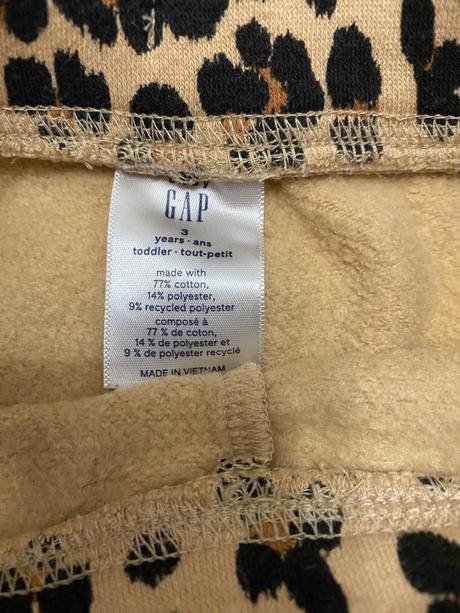 GAP
3
years · ans
toddler · tout-petit
made with
77% cotton,
14% polyester,
9% recycled polyester
composé à
77 % de coton,
14 % de polyester et
9 % de polyester recyclé
MADE IN VIETNAM